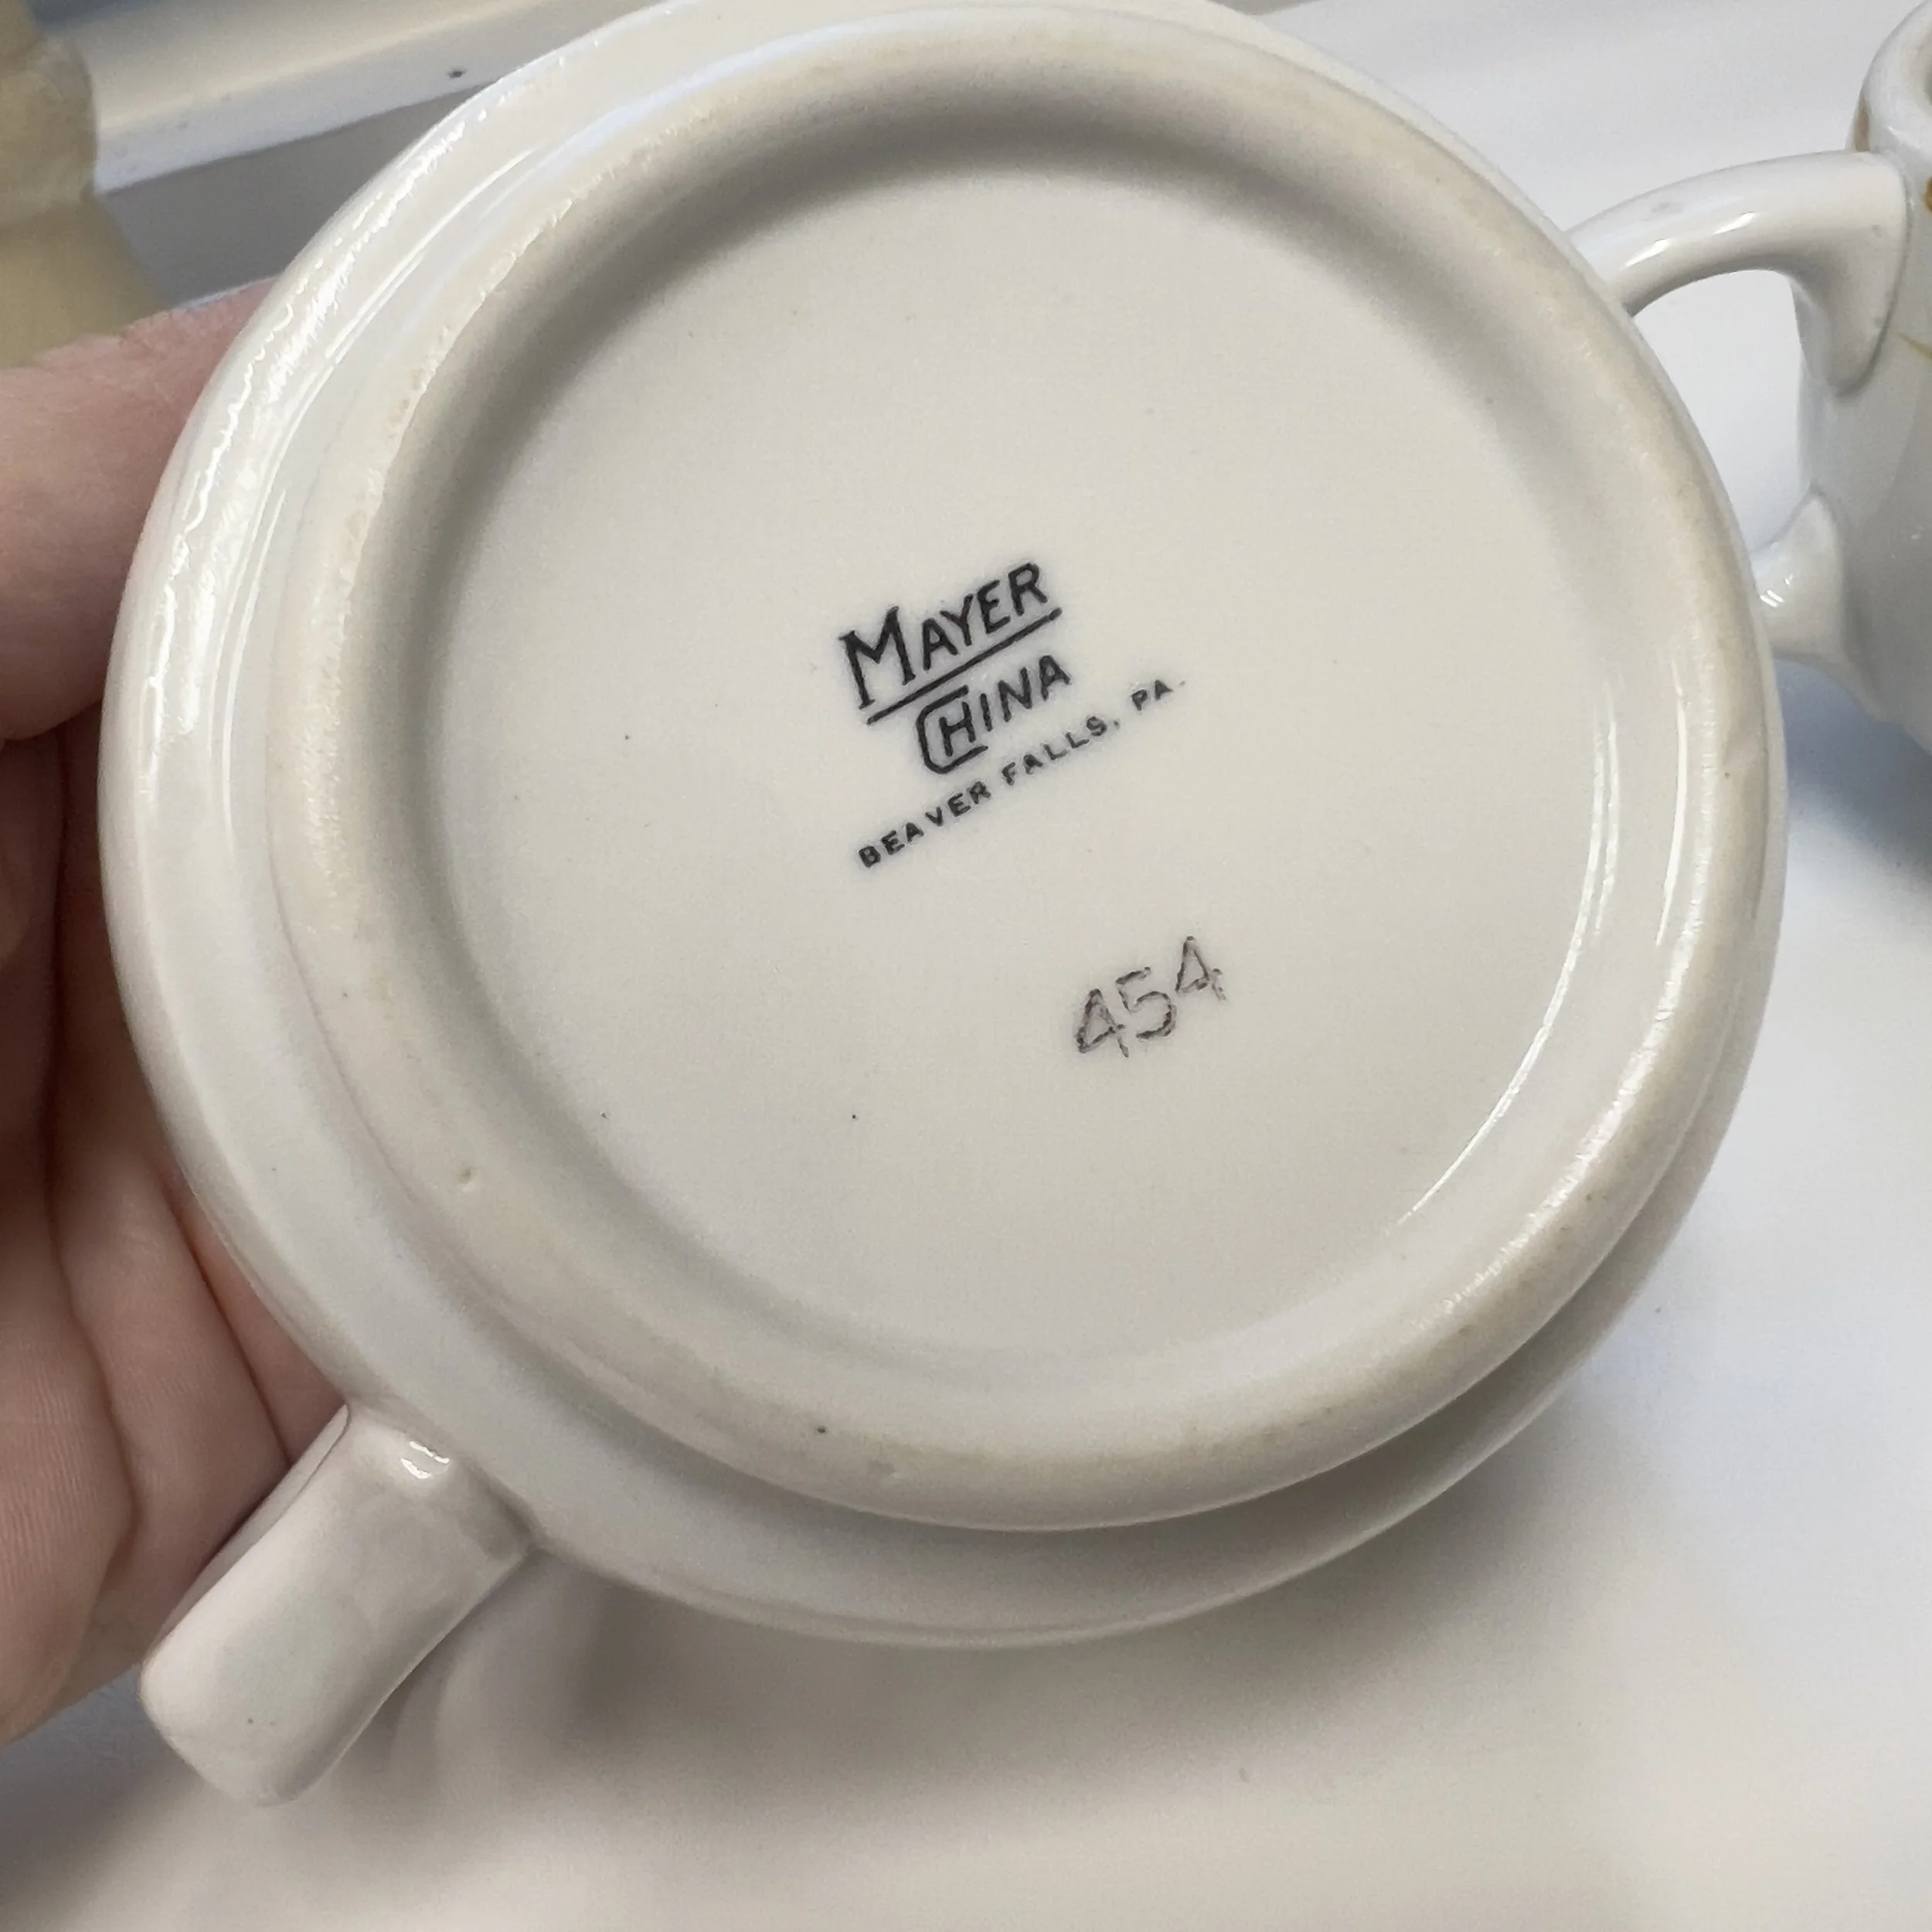 MAYER
CHINA
BEAVER FALLS, PA.
454